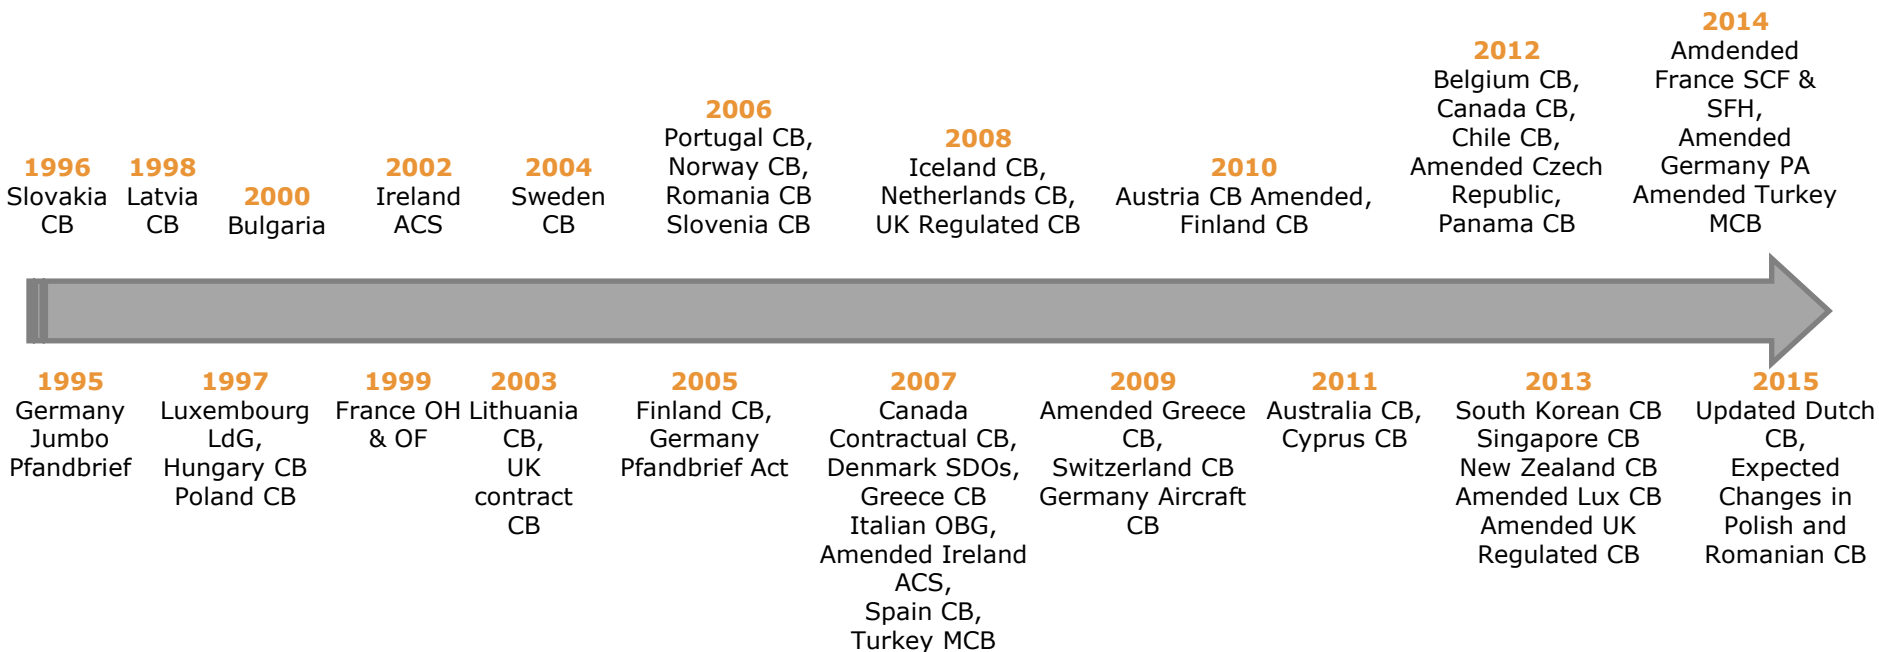 1996
Slovakia
CB
1998
Latvia
CB
2000
Bulgaria
2002
Ireland
ACS
2004
Sweden
CB
2006
Portugal CB,
Norway CB,
Romania CB
Slovenia CB
2008
Iceland CB,
Netherlands CB,
UK Regulated CB
2010
Austria CB Amended,
Finland CB
2012
Belgium CB,
Canada CB,
Chile CB,
Amended Czech
Republic,
Panama CB
2014
Amdended
France SCF &
SFH,
Amended
Germany PA
Amended Turkey
MCB
1995
Germany
Jumbo
Pfandbrief
1997
Luxembourg
LdG,
Hungary CB
Poland CB
1999
France OH
& OF
2003
Lithuania
CB,
UK
contract
CB
2005
Finland CB,
Germany
Pfandbrief Act
2007
Canada
Contractual CB,
Denmark SDOs,
Greece CB
Italian OBG,
Amended Ireland
ACS,
Spain CB,
Turkey MCB
2009
Amended Greece
CB,
Switzerland CB
Germany Aircraft
CB
2011
Australia CB,
Cyprus CB
2013
South Korean CB
Singapore CB
New Zealand CB
Amended Lux CB
Amended UK
Regulated CB
2015
Updated Dutch
CB,
Expected
Changes in
Polish and
Romanian CB